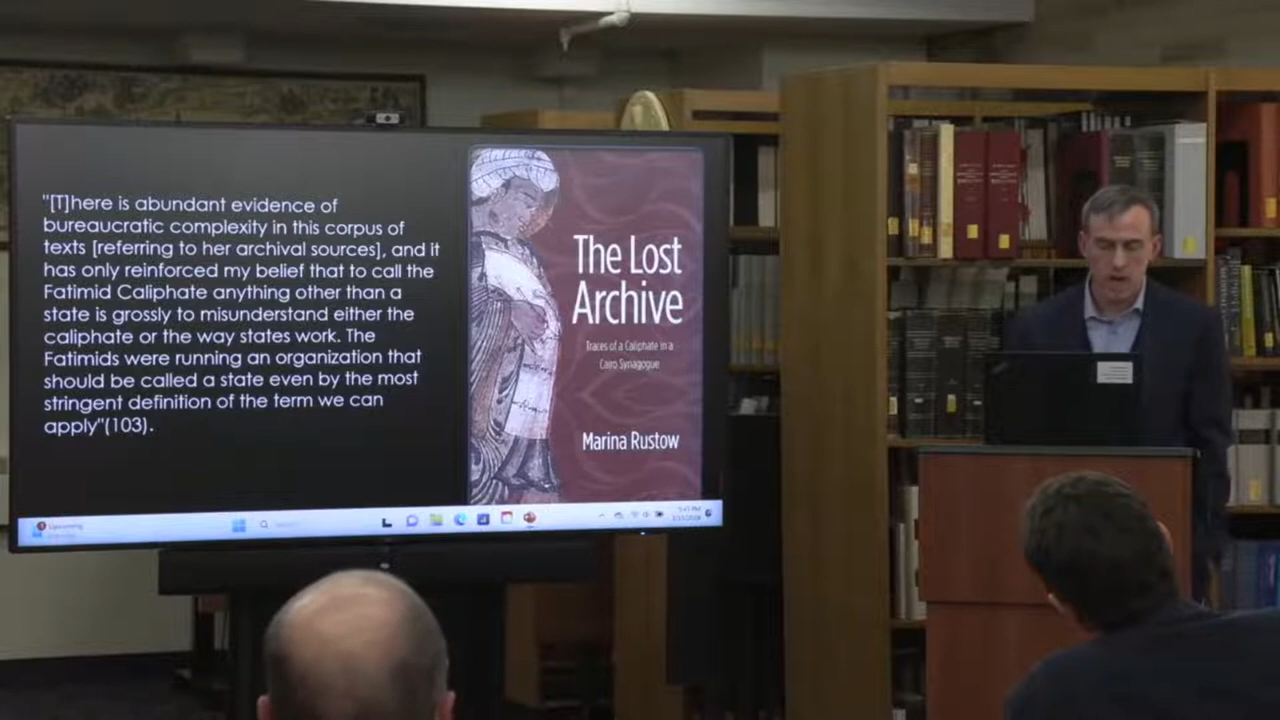 "[T]here is abundant evidence of
bureaucratic complexity in this corpus of
texts [referring to her archival sources], and it
has only reinforced my belief that to call the
Fatimid Caliphate anything other than a
state is grossly to misunderstand either the
caliphate or the way states work. The
Fatimids were running an organization that
should be called a state even by the most
stringent definition of the term we can
apply"(103).
The Lost
Archive
Traces of a Caliphate in a
Cairo Synagogue
Marina Rustow
Upcoming
Search